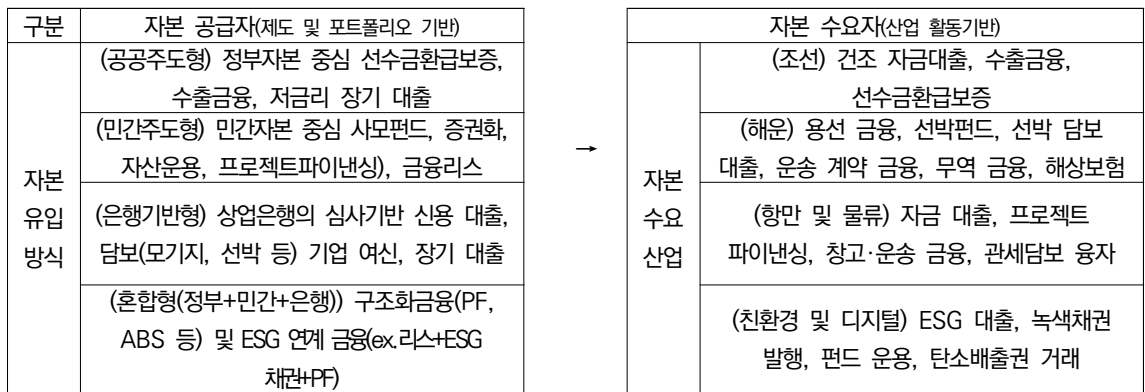 구분
자본 공급자(제도 및 포트폴리오 기반)
자본
유입
방식
(공공주도형) 정부자본 중심 선수금환급보증,
수출금융, 저금리 장기 대출
(민간주도형) 민간자본 중심 사모펀드, 증권화,
자산운용, 프로젝트파이낸싱), 금융리스
(은행기반형) 상업은행의 심사기반 신용 대출,
담보(모기지, 선박 등) 기업 여신, 장기 대출
(혼합형(정부+민간+은행)) 구조화금융(PF,
ABS 등) 및 ESG 연계 금융(ex.리스+ESG
채권+PF)
→
자본 수요자(산업 활동기반)
자본
수요
산업
(조선) 건조 자금대출, 수출금융,
선수금환급보증
(해운) 용선 금융, 선박펀드, 선박 담보
대출, 운송 계약 금융, 무역 금융, 해상보험
(항만 및 물류) 자금 대출, 프로젝트
파이낸싱, 창고·운송 금융, 관세담보 융자
(친환경 및 디지털) ESG 대출, 녹색채권
발행, 펀드 운용, 탄소배출권 거래